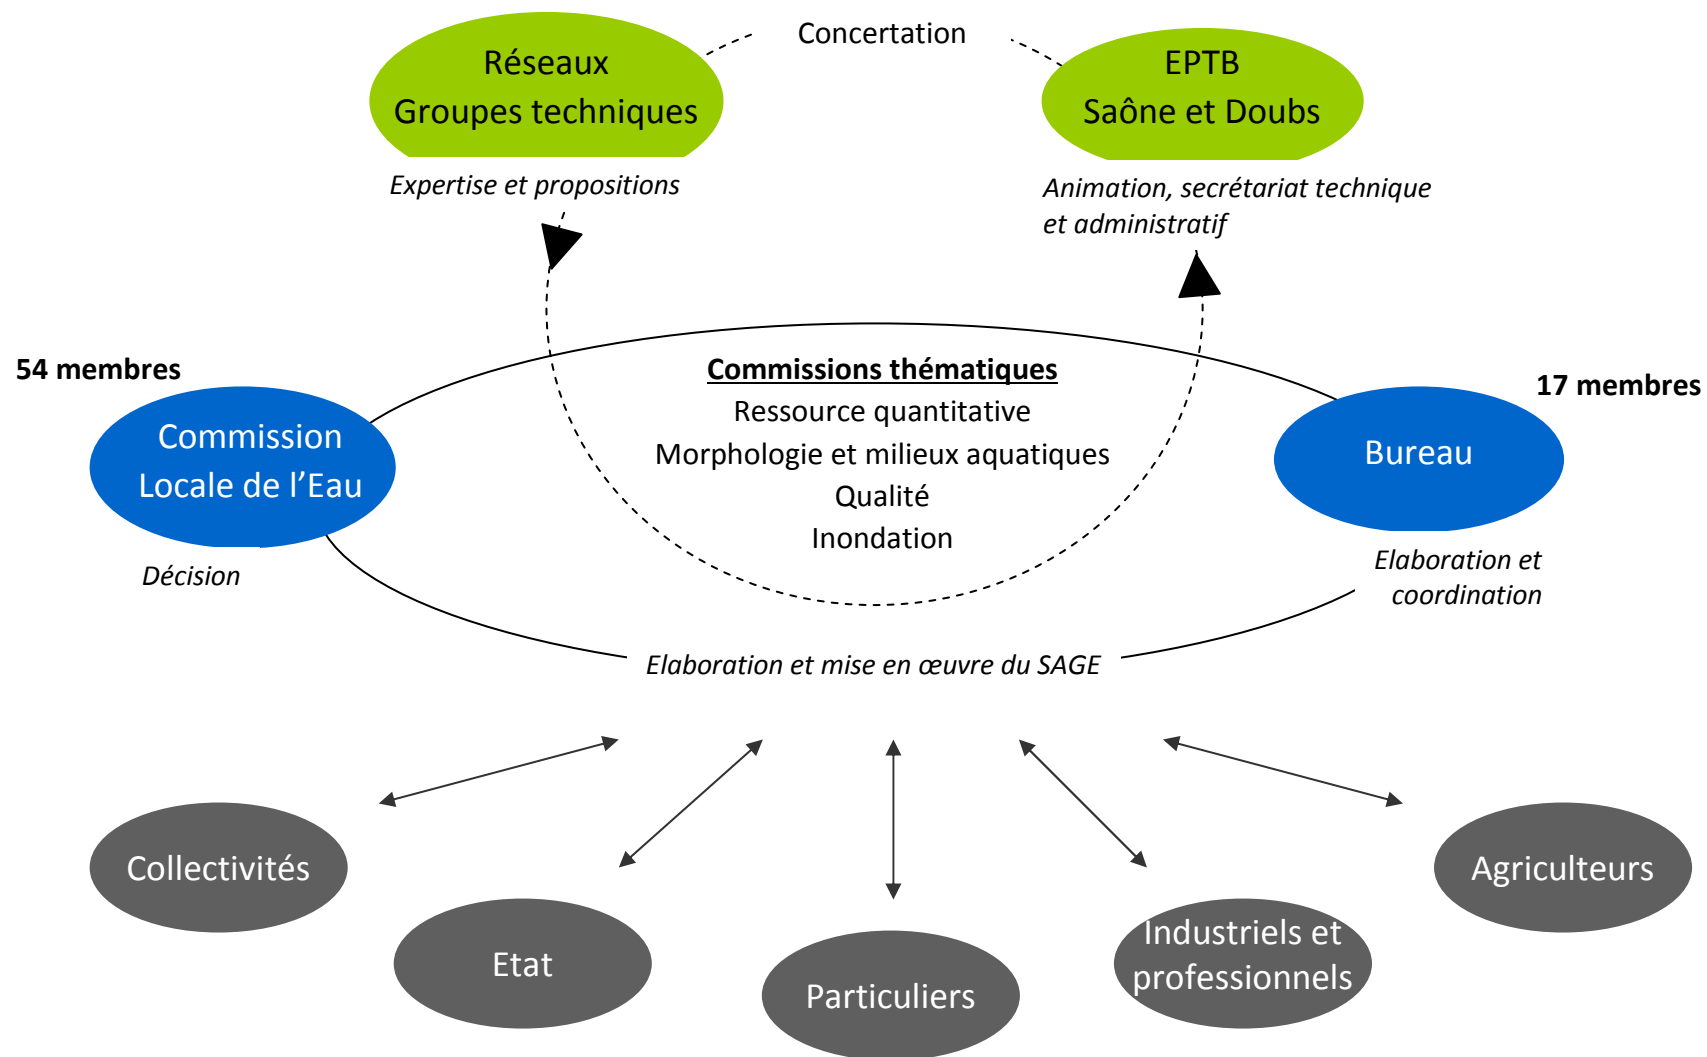 Concertation
Réseaux
Groupes techniques
EPTB
Saône et Doubs
Expertise et propositions
Animation, secrétariat technique
et administratif
54 membres
17 membres
Commission
Locale de l’Eau
Commissions thématiques
Ressource quantitative
Morphologie et milieux aquatiques
Qualité
Inondation
Bureau
Décision
Elaboration et
coordination
Elaboration et mise en œuvre du SAGE
Collectivités
Etat
Particuliers
Industriels et
professionnels
Agriculteurs